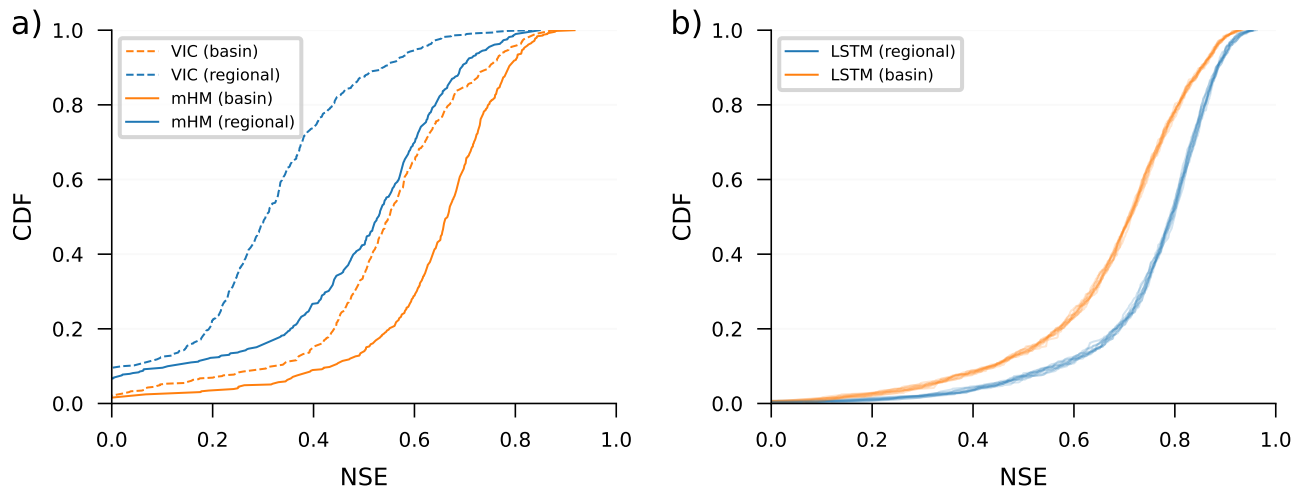 a)
1.0
0.8
0.6
0.4
0.2
0.0
CDF
VIC (basin)
VIC (regional)
mHM (basin)
mHM (regional)
0.0 0.2 0.4 0.6 0.8 1.0
NSE
b)
1.0
0.8
0.6
0.4
0.2
0.0
CDF
LSTM (regional)
LSTM (basin)
0.0 0.2 0.4 0.6 0.8 1.0
NSE